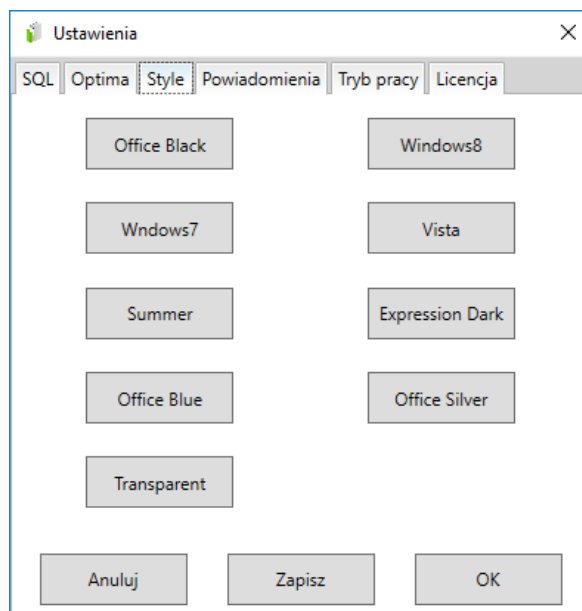 Ustawienia
SQL Optima Style Powiadomienia Tryb pracy Licencja
Office Black Windows8
Wndows7 Vista
Summer Expression Dark
Office Blue Office Silver
Transparent
Anuluj Zapisz OK